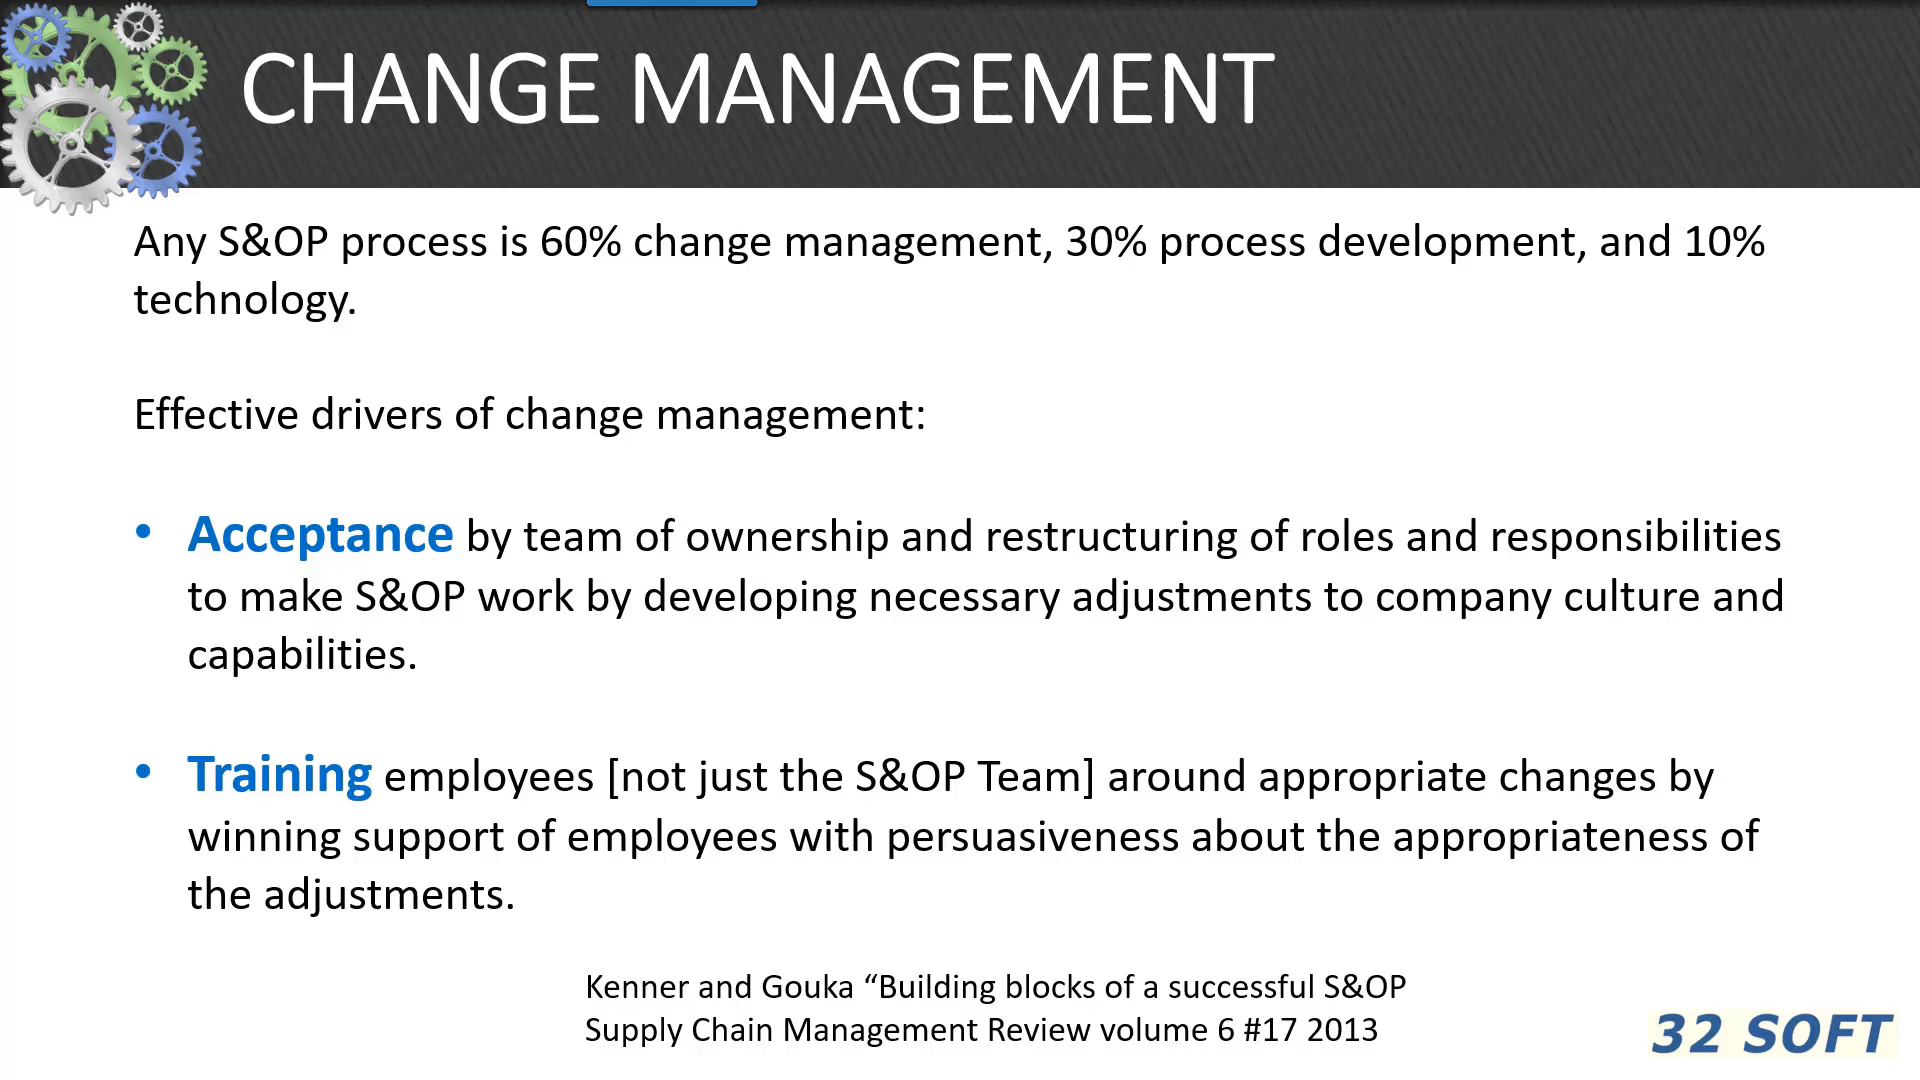 CHANGE MANAGEMENT
Any S&OP process is 60% change management, 30% process development, and 10%
technology.
Effective drivers of change management:
• Acceptance by team of ownership and restructuring of roles and responsibilities
to make S&OP work by developing necessary adjustments to company culture and
capabilities.
• Training employees [not just the S&OP Team] around appropriate changes by
winning support of employees with persuasiveness about the appropriateness of
the adjustments.
Kenner and Gouka “Building blocks of a successful S&OP
Supply Chain Management Review volume 6 #17 2013
32 SOFT